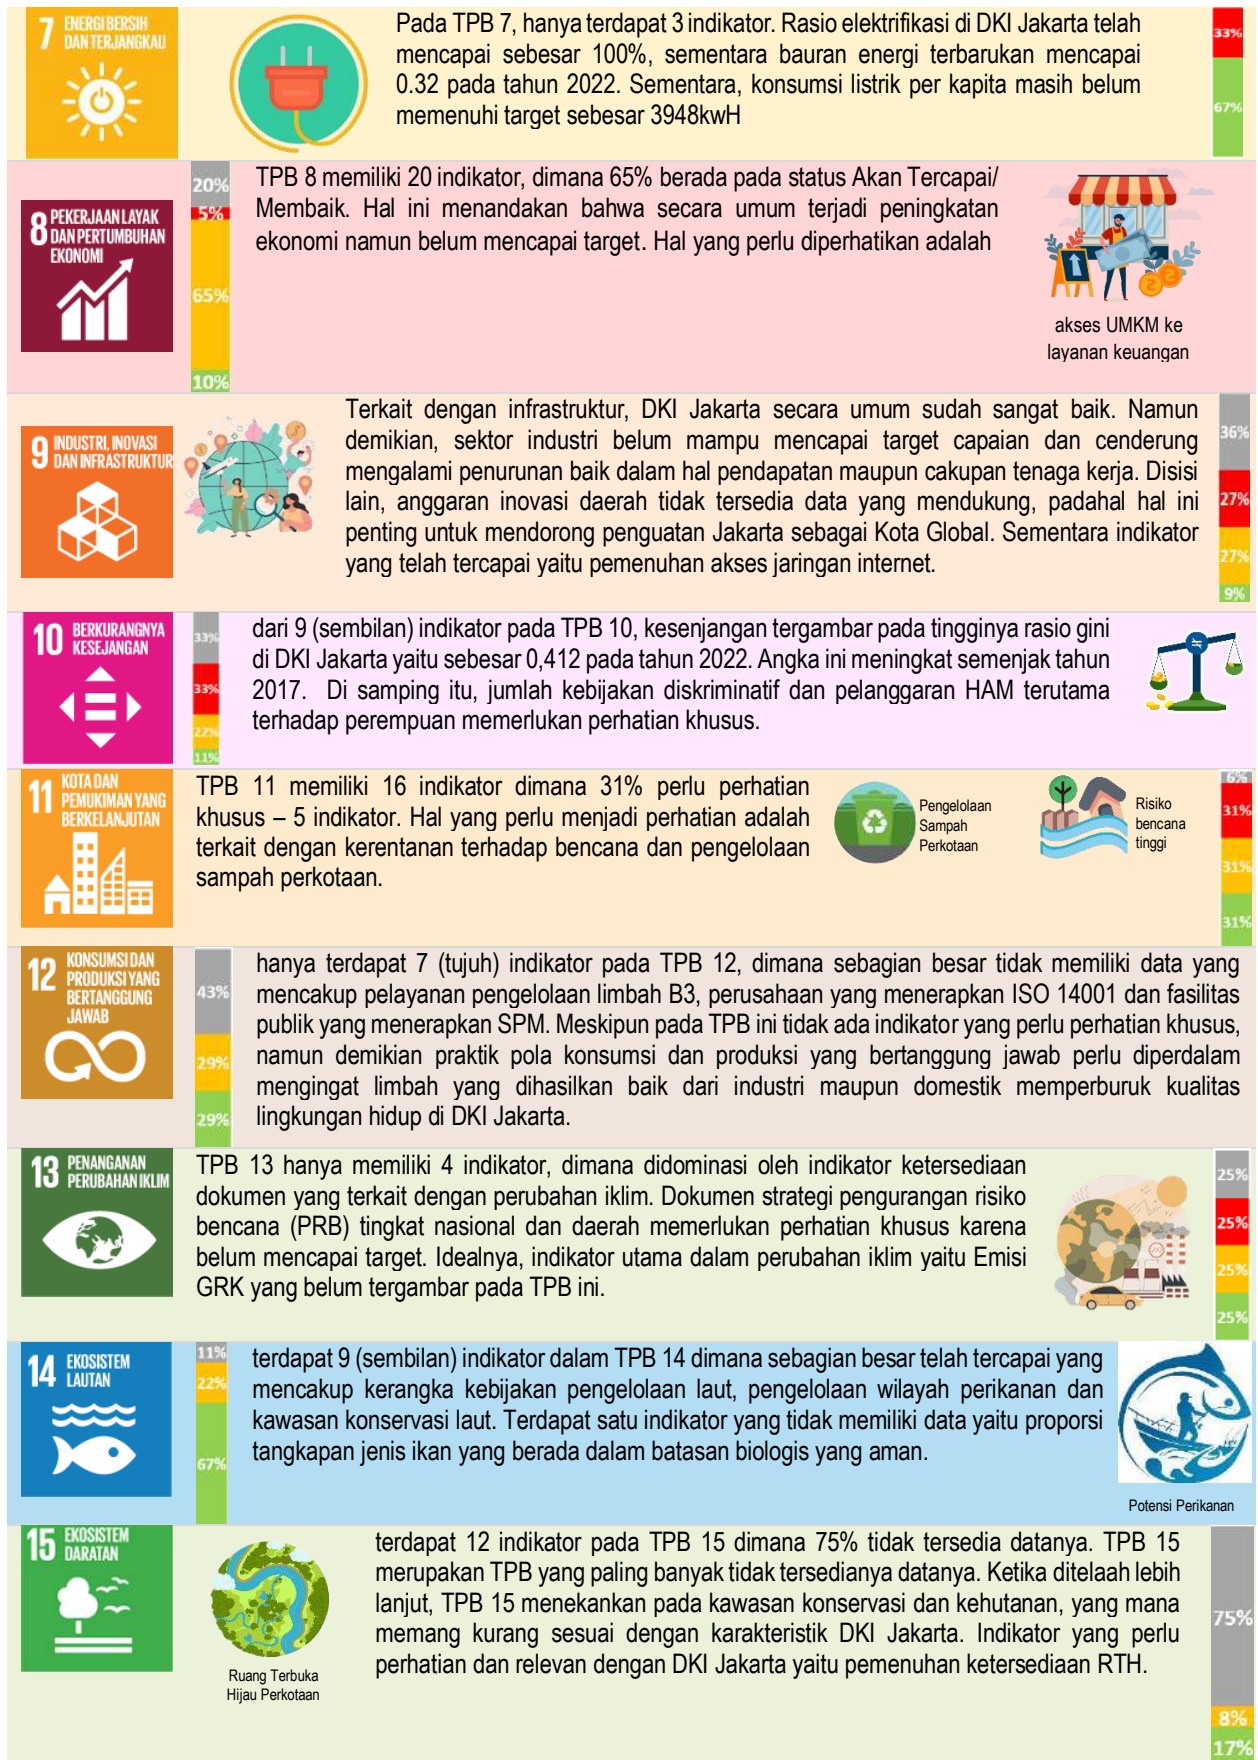 7 ENERGI BERSIH
DAN TERJANGKAU
Pada TPB 7, hanya terdapat 3 indikator. Rasio elektrifikasi di DKI Jakarta telah
mencapai sebesar 100%, sementara bauran energi terbarukan mencapai
0.32 pada tahun 2022. Sementara, konsumsi listrik per kapita masih belum
memenuhi target sebesar 3948kwH
33%
67%
8 PEKERJAAN LAYAK
DAN PERTUMBUHAN
EKONOMI
20%
5%
65%
10%
TPB 8 memiliki 20 indikator, dimana 65% berada pada status Akan Tercapai/
Membaik. Hal ini menandakan bahwa secara umum terjadi peningkatan
ekonomi namun belum mencapai target. Hal yang perlu diperhatikan adalah
akses UMKM ke
layanan keuangan
9 INDUSTRI, INOVASI
DAN INFRASTRUKTUR
Terkait dengan infrastruktur, DKI Jakarta secara umum sudah sangat baik. Namun
demikian, sektor industri belum mampu mencapai target capaian dan cenderung
mengalami penurunan baik dalam hal pendapatan maupun cakupan tenaga kerja. Disisi
lain, anggaran inovasi daerah tidak tersedia data yang mendukung, padahal hal ini
penting untuk mendorong penguatan Jakarta sebagai Kota Global. Sementara indikator
yang telah tercapai yaitu pemenuhan akses jaringan internet.
36%
27%
27%
9%
10 BERKURANGNYA
KESEJANGAN
33%
33%
22%
11%
dari 9 (sembilan) indikator pada TPB 10, kesenjangan tergambar pada tingginya rasio gini
di DKI Jakarta yaitu sebesar 0,412 pada tahun 2022. Angka ini meningkat semenjak tahun
2017. Di samping itu, jumlah kebijakan diskriminatif dan pelanggaran HAM terutama
terhadap perempuan memerlukan perhatian khusus.
11 KOTA DAN
PEMUKIMAN YANG
BERKELANJUTAN
TPB 11 memiliki 16 indikator dimana 31% perlu perhatian
khusus – 5 indikator. Hal yang perlu menjadi perhatian adalah
terkait dengan kerentanan terhadap bencana dan pengelolaan
sampah perkotaan.
Pengelolaan
Sampah
Perkotaan
Risiko
bencana
tinggi
6%
31%
31%
31%
12 KONSUMSI DAN
PRODUKSI YANG
BERTANGGUNG
JAWAB
43%
29%
29%
hanya terdapat 7 (tujuh) indikator pada TPB 12, dimana sebagian besar tidak memiliki data yang
mencakup pelayanan pengelolaan limbah B3, perusahaan yang menerapkan ISO 14001 dan fasilitas
publik yang menerapkan SPM. Meskipun pada TPB ini tidak ada indikator yang perlu perhatian khusus,
namun demikian praktik pola konsumsi dan produksi yang bertanggung jawab perlu diperdalam
mengingat limbah yang dihasilkan baik dari industri maupun domestik memperburuk kualitas
lingkungan hidup di DKI Jakarta.
13 PENANGANAN
PERUBAHAN IKLIM
TPB 13 hanya memiliki 4 indikator, dimana didominasi oleh indikator ketersediaan
dokumen yang terkait dengan perubahan iklim. Dokumen strategi pengurangan risiko
bencana (PRB) tingkat nasional dan daerah memerlukan perhatian khusus karena
belum mencapai target. Idealnya, indikator utama dalam perubahan iklim yaitu Emisi
GRK yang belum tergambar pada TPB ini.
25%
25%
25%
25%
14 EKOSISTEM
LAUTAN
11%
22%
67%
terdapat 9 (sembilan) indikator dalam TPB 14 dimana sebagian besar telah tercapai yang
mencakup kerangka kebijakan pengelolaan laut, pengelolaan wilayah perikanan dan
kawasan konservasi laut. Terdapat satu indikator yang tidak memiliki data yaitu proporsi
tangkapan jenis ikan yang berada dalam batasan biologis yang aman.
Potensi Perikanan
15 EKOSISTEM
DARATAN
Ruang Terbuka
Hijau Perkotaan
terdapat 12 indikator pada TPB 15 dimana 75% tidak tersedia datanya. TPB 15
merupakan TPB yang paling banyak tidak tersedianya datanya. Ketika ditelaah lebih
lanjut, TPB 15 menekankan pada kawasan konservasi dan kehutanan, yang mana
memang kurang sesuai dengan karakteristik DKI Jakarta. Indikator yang perlu
perhatian dan relevan dengan DKI Jakarta yaitu pemenuhan ketersediaan RTH.
75%
8%
17%